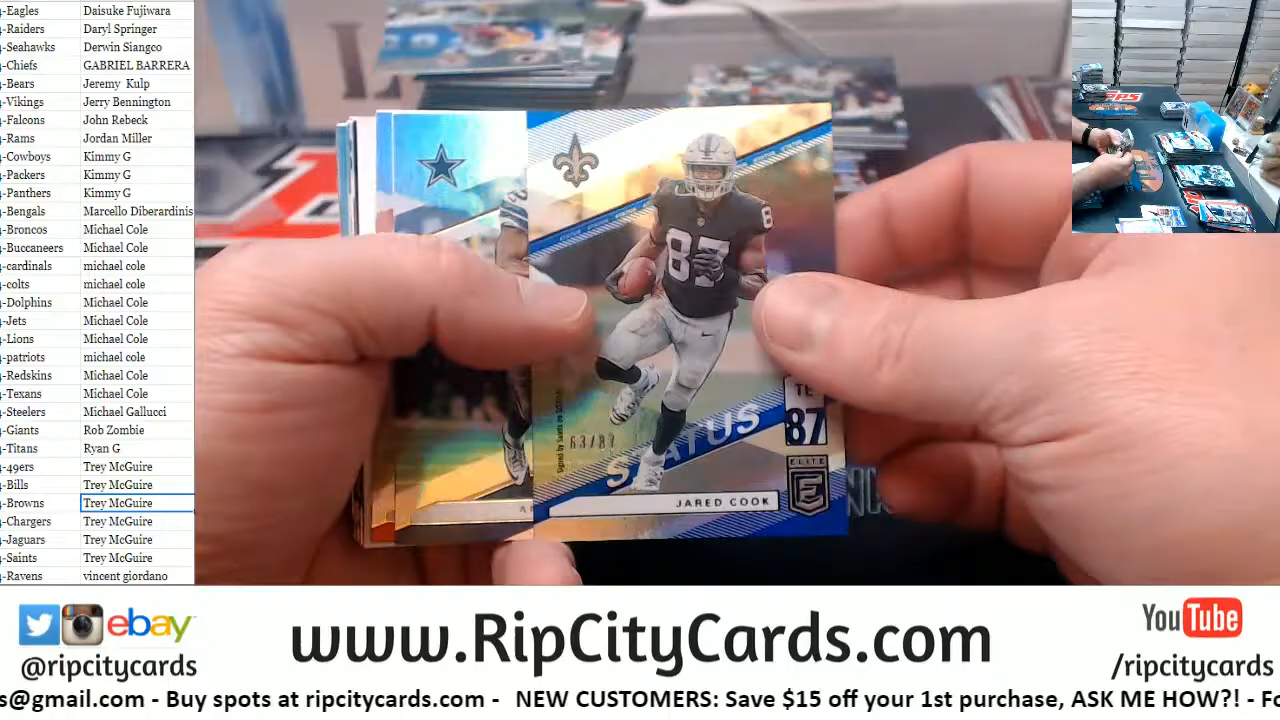 -Eagles Daisuke Fujiwara
-Raiders Daryl Springer
-Seahawks Derwin Siangco
-Chiefs GABRIEL BARRERA
-Bears Jeremy Kulp
-Vikings Jerry Bennington
-Falcons John Rebeck
-Rams Jordan Miller
-Cowboys Kimmy G
-Packers Kimmy G
-Panthers Kimmy G
-Bengals Marcello Diberardinis
-Broncos Michael Cole
-Buccaneers Michael Cole
-cardinals michael cole
-colts michael cole
-Dolphins Michael Cole
-Jets Michael Cole
-Lions Michael Cole
-patriots michael cole
-Redskins Michael Cole
-Texans Michael Cole
-Steelers Michael Gallucci
-Giants Rob Zombie
-Titans Ryan G
-49ers Trey McGuire
-Bills Trey McGuire
-Browns Trey McGuire
-Chargers Trey McGuire
-Jaguars Trey McGuire
-Saints Trey McGuire
-Ravens vincent giordano
87
87
63/87
STATUS
TE
87
ELITE
E
JARED COOK
ebay
@ripcitycards
www.RipCityCards.com
YouTube
/ripcitycards
s@gmail.com - Buy spots at ripcitycards.com - NEW CUSTOMERS: Save $15 off your 1st purchase, ASK ME HOW?! - Fo